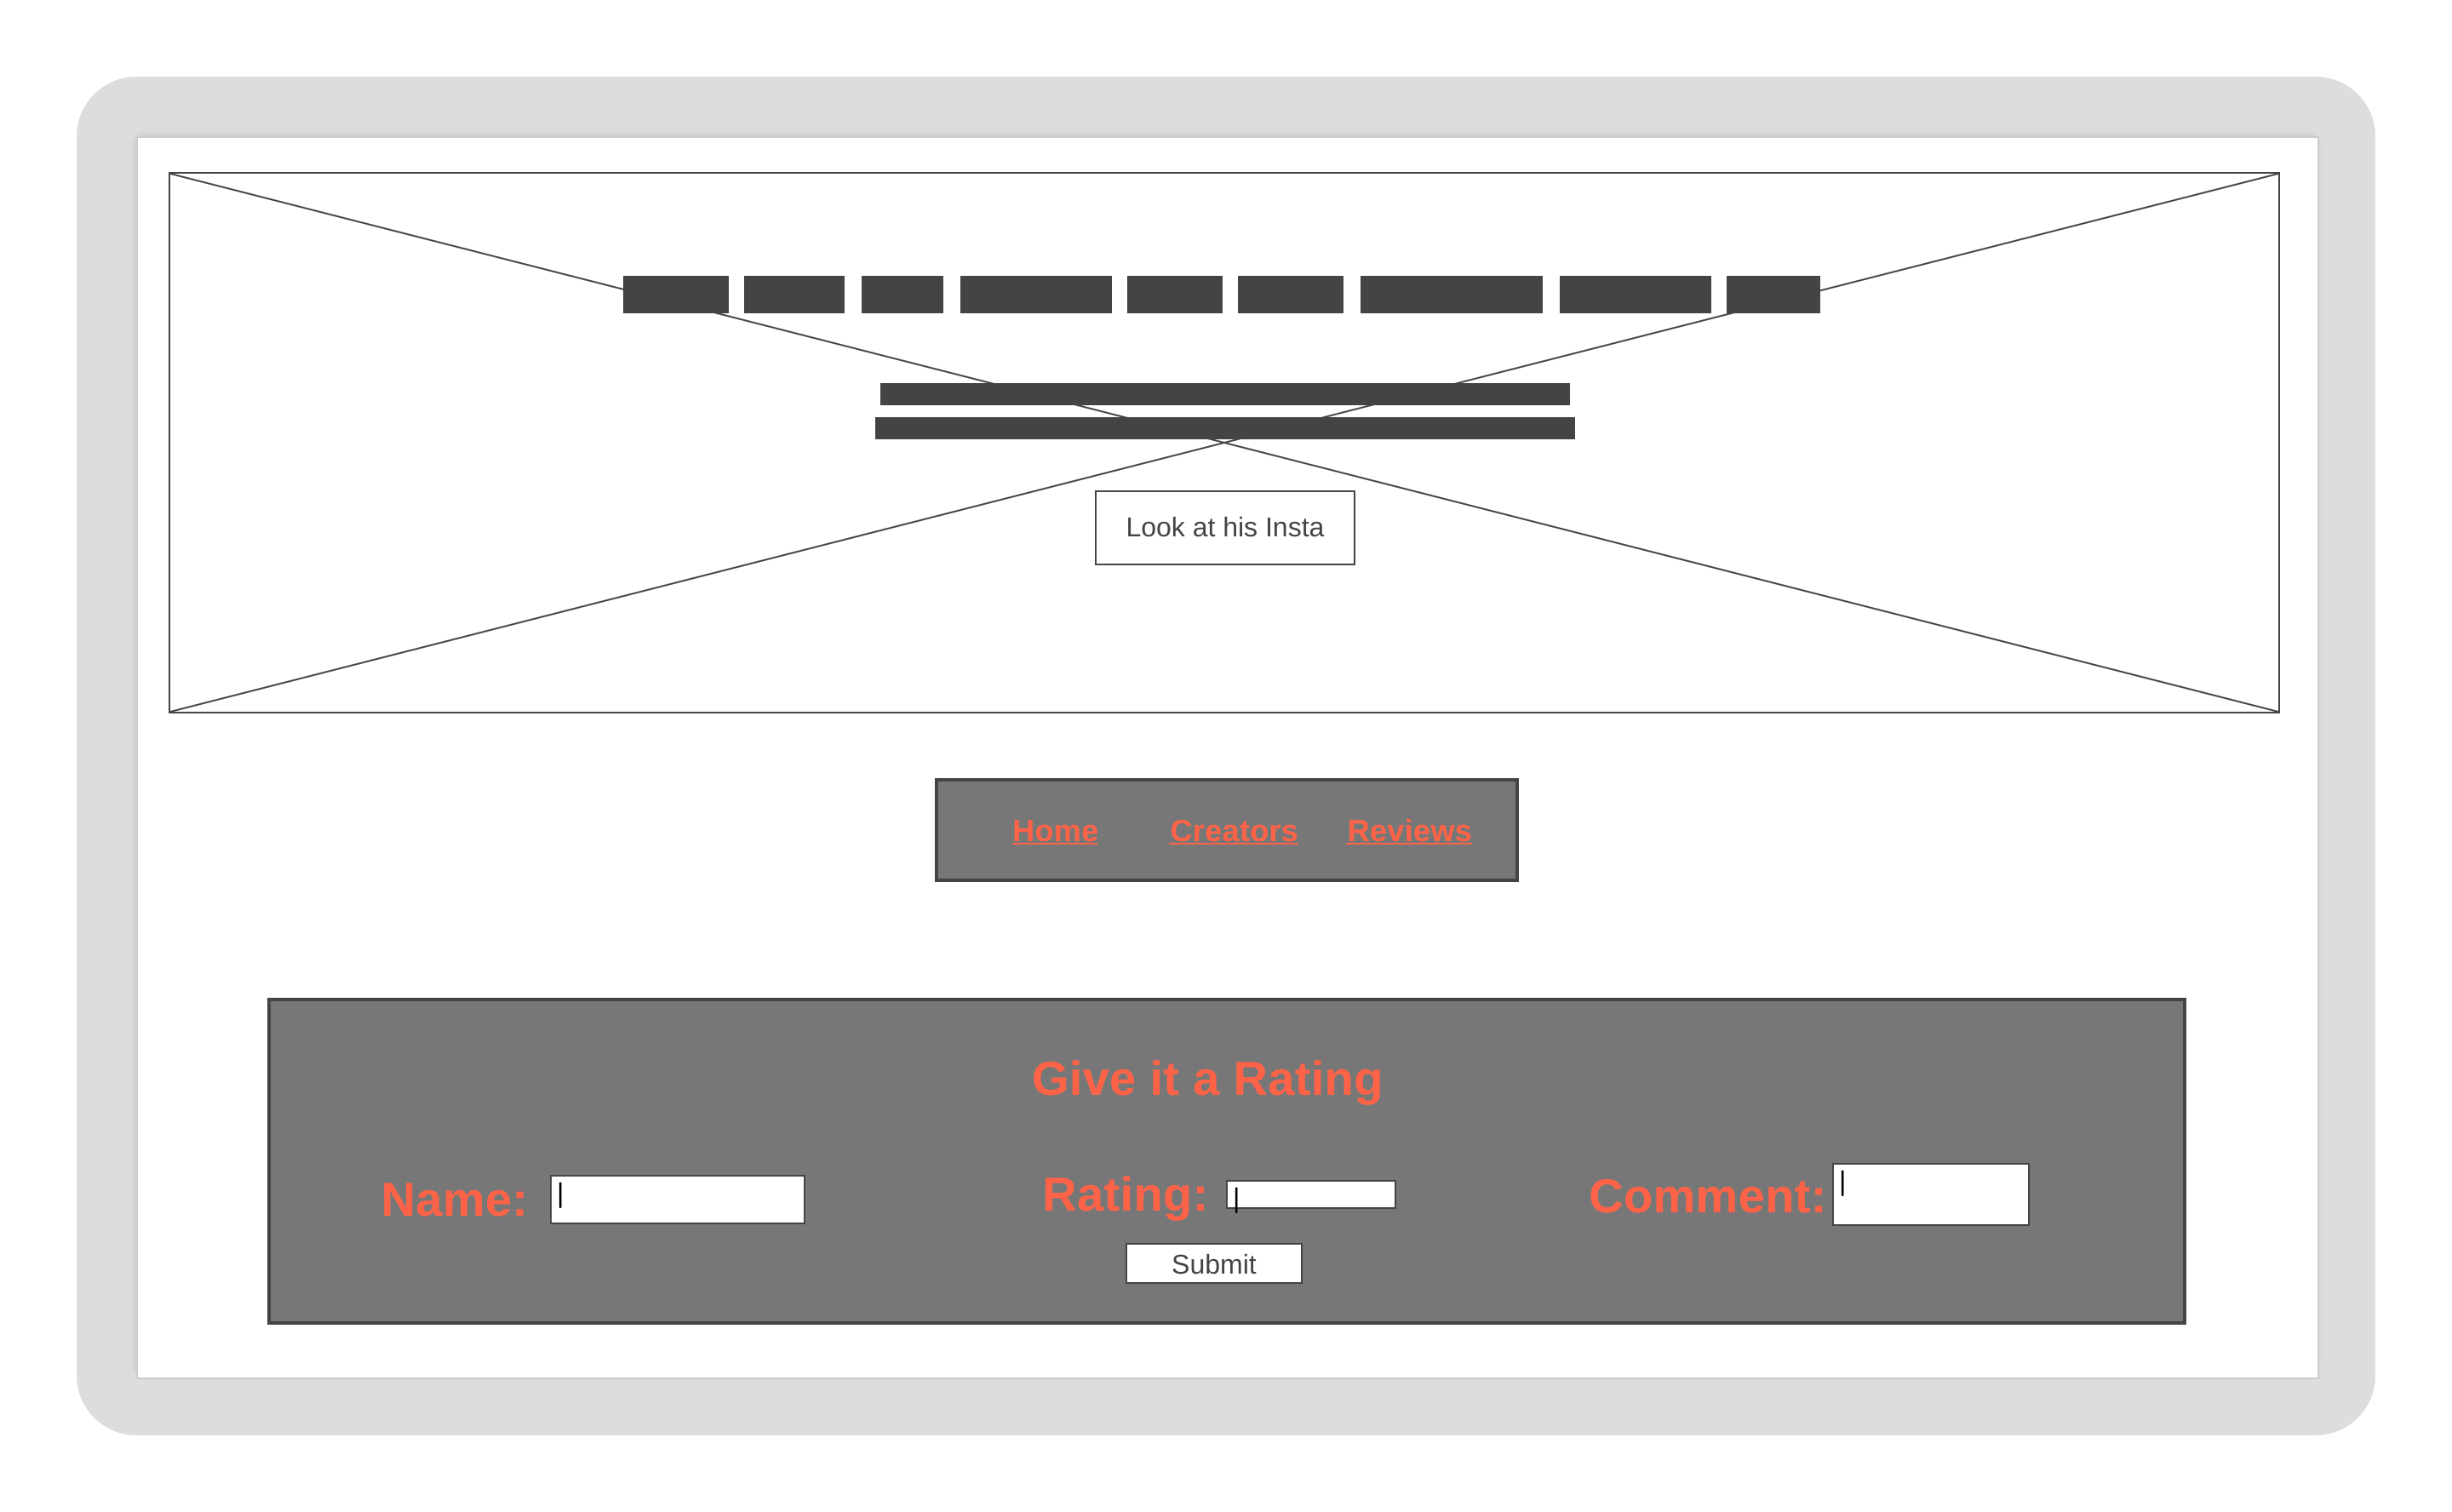 Look at his Insta
Home Creators Reviews
Give it a Rating
Name: Rating: Comment:
Submit